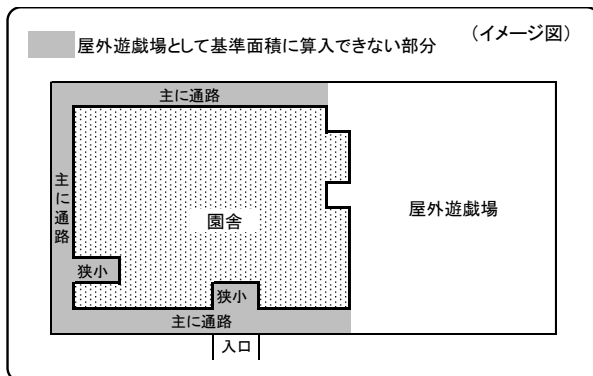 (イメージ図)
屋外遊戯場として基準面積に算入できない部分
主に通路
主に通路
園舎
屋外遊戯場
狭小
狭小
主に通路
入口